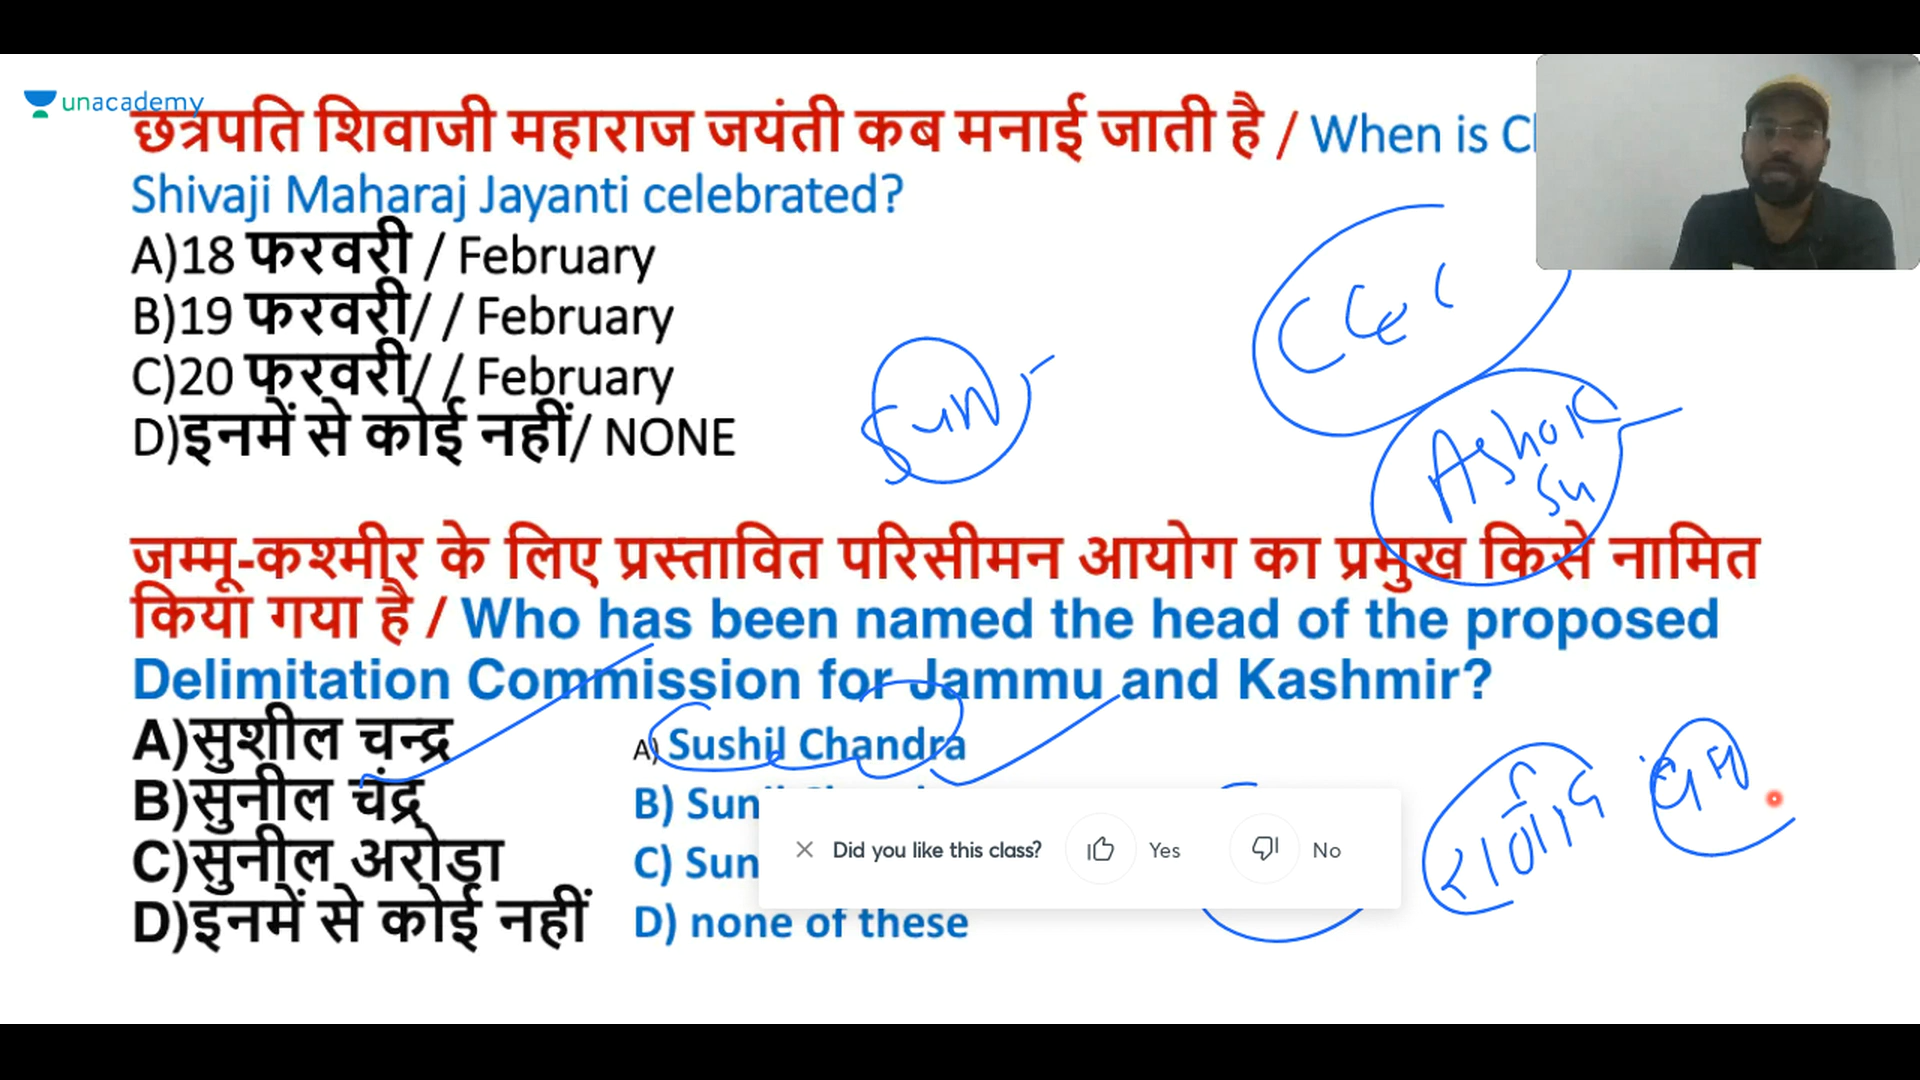 unacademy
छत्रपति शिवाजी महाराज जयंती कब मनाई जाती है / When is
Shivaji Maharaj Jayanti celebrated?
A)18 फरवरी / February
B)19 फरवरी/ / February
C)20 फरवरी/ / February
D)इनमें से कोई नहीं/ NONE
Sun
Ashok
Su
जम्मू-कश्मीर के लिए प्रस्तावित परिसीमन आयोग का प्रमुख किसे नामित
किया गया है / Who has been named the head of the proposed
Delimitation Commission for Jammu and Kashmir?
A)सुशील चन्द्र
B)सुनील चंद्र
C)सुनील अरोडा
D)इनमें से कोई नहीं
A) Sushil Chandra
B) Sun
C) Sun
D) none of these
Did you like this class? Yes No